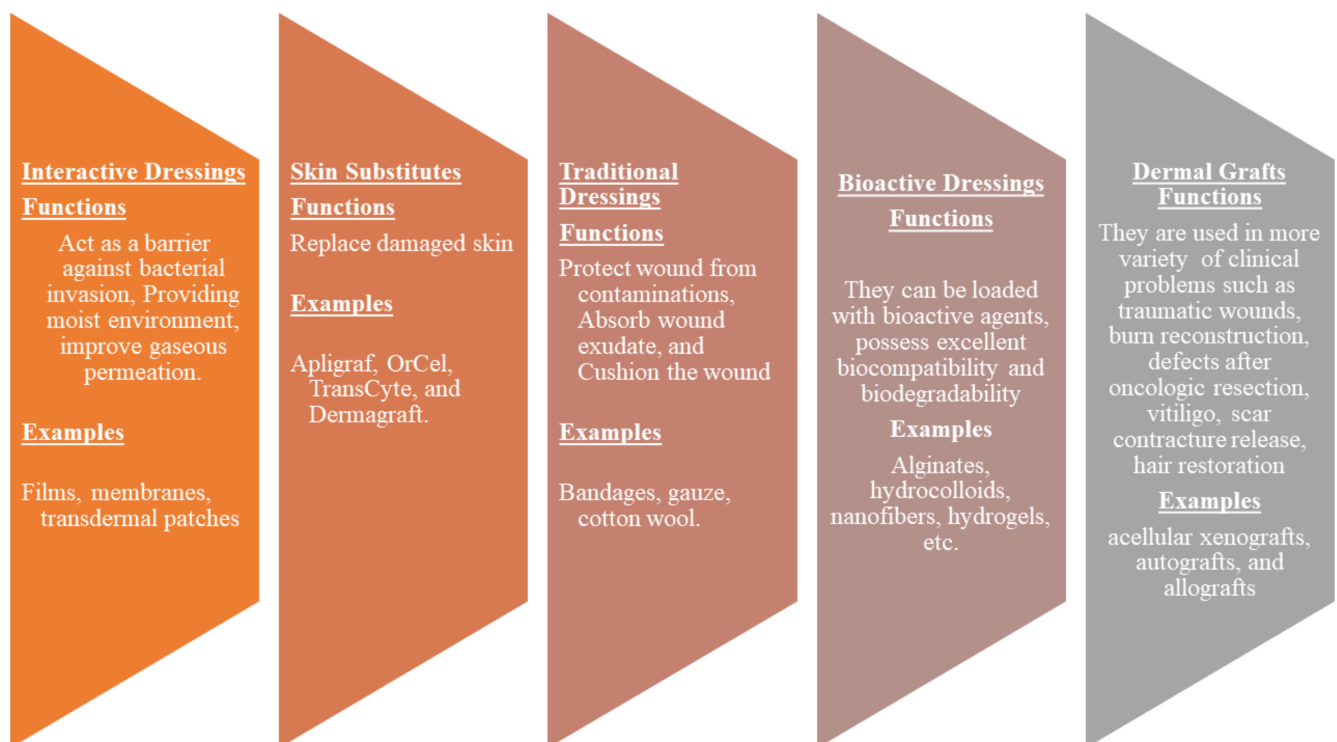 Interactive Dressings
Functions
Act as a barrier
against bacterial
invasion, Providing
moist environment,
improve gaseous
permeation.
Examples
Films, membranes,
transdermal patches
Skin Substitutes
Functions
Replace damaged skin
Examples
Apligraf, OrCel,
TransCyte, and
Dermagraft.
Traditional
Dressings
Functions
Protect wound from
contaminations,
Absorb wound
exudate, and
Cushion the wound
Examples
Bandages, gauze,
cotton wool.
Bioactive Dressings
Functions
They can be loaded
with bioactive agents,
possess excellent
biocompatibility and
biodegradability
Examples
Alginates,
hydrocolloids,
nanofibers, hydrogels,
etc.
Dermal Grafts
Functions
They are used in more
variety of clinical
problems such as
traumatic wounds,
burn reconstruction,
defects after
oncologic resection,
vitiligo, scar
contracture release,
hair restoration
Examples
acellular xenografts,
autografts, and
allografts